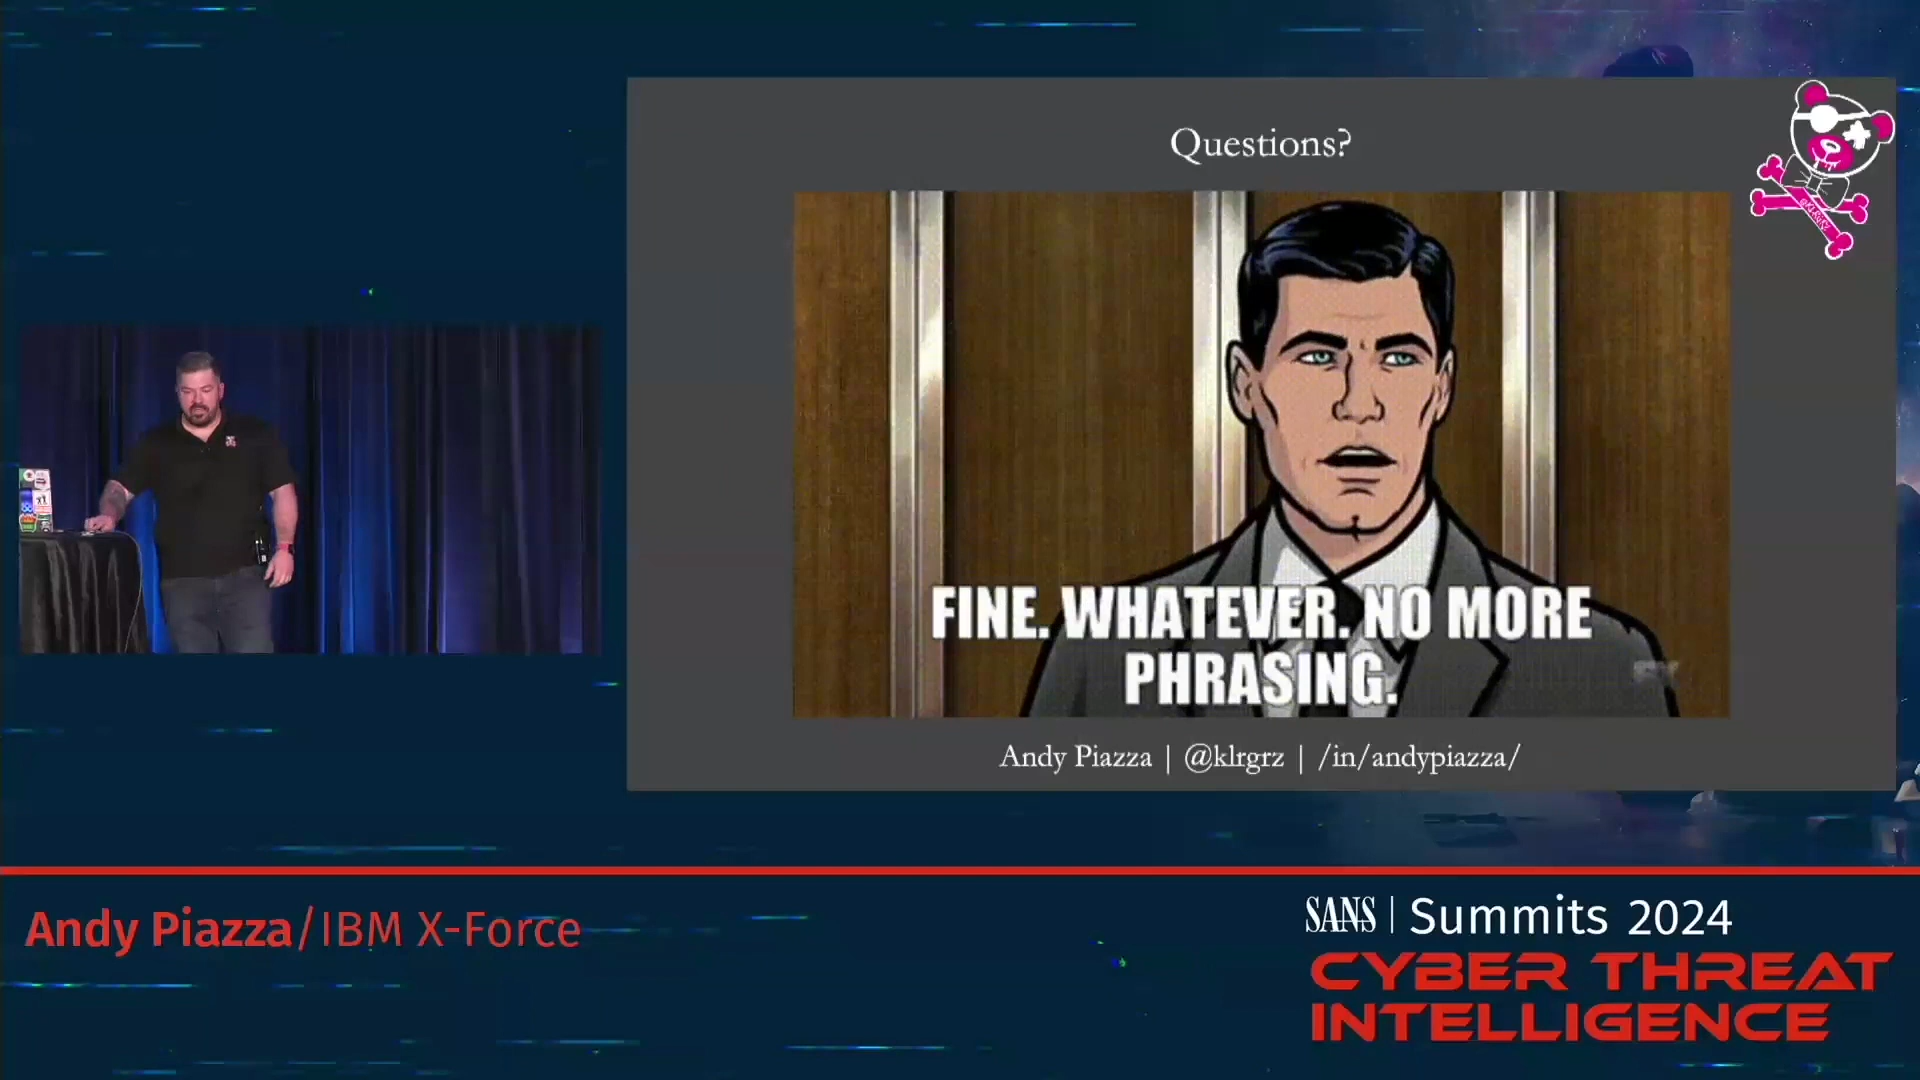 Questions?
FINE. WHATEVER. NO MORE
PHRASING.
Andy Piazza | @klrgrz | /in/andypiazza/
Andy Piazza/IBM X-Force
SANS | Summits 2024
CYBER THREAT
INTELLIGENCE